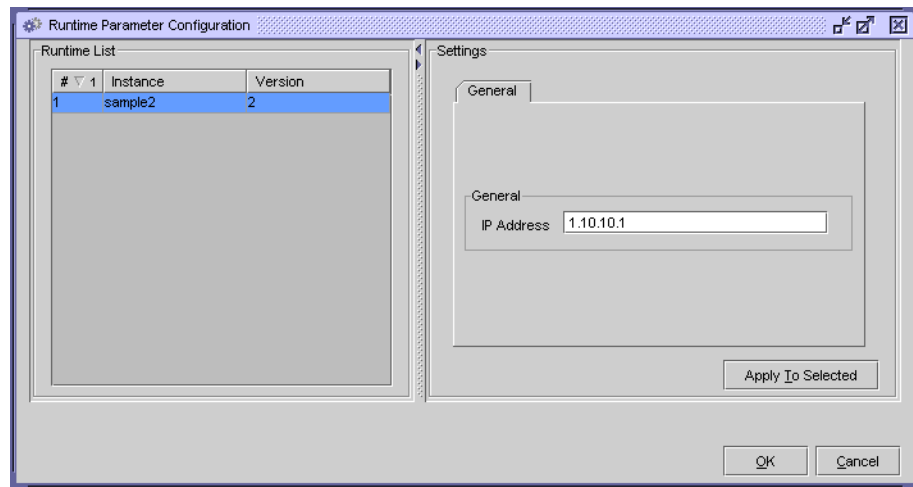 Runtime Parameter Configuration
Runtime List
# 1 Instance Version
1 sample2 2
Settings
General
General
IP Address 1.10.10.1
Apply To Selected
OK Cancel